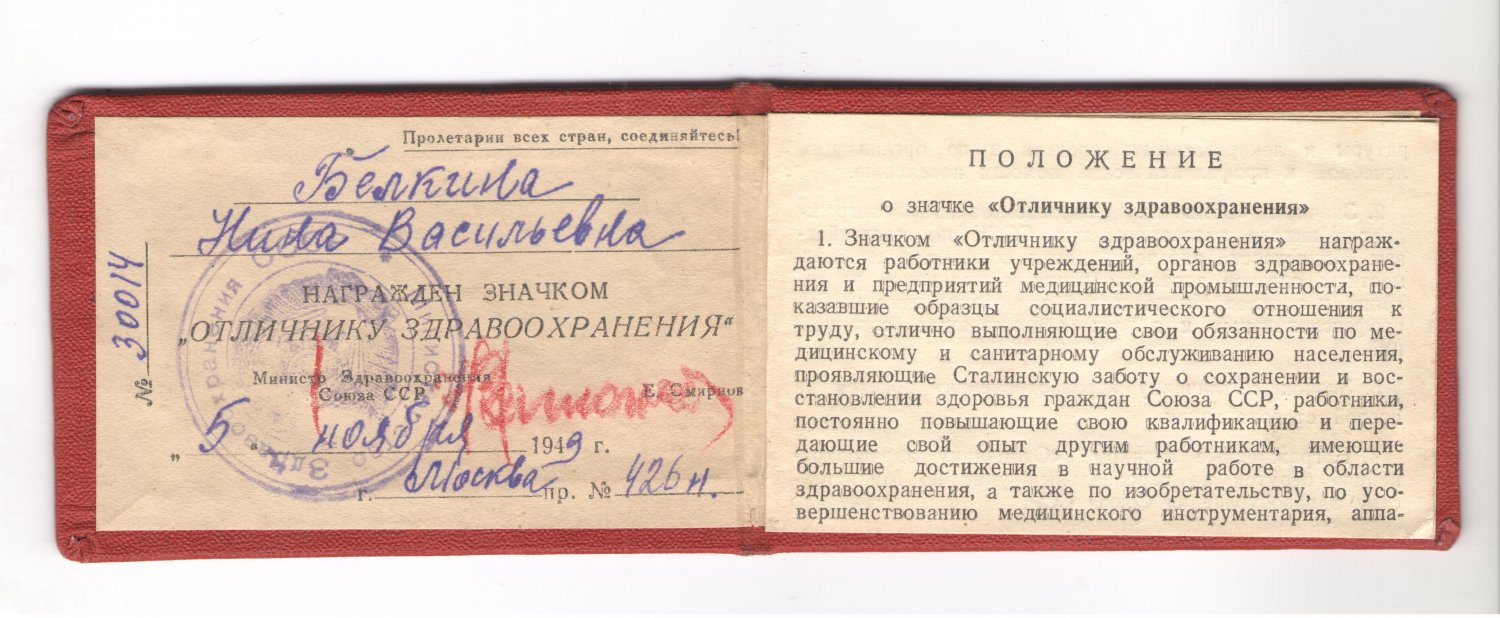 Пролетарии всех стран, соединяйтесь!
Белкина
Нина Васильевна
№ 30014
НАГРАЖДЕН ЗНАЧКОМ
„ОТЛИЧНИКУ ЗДРАВООХРАНЕНИЯ“
Министр Здравоохранения
Союза ССР
Е. Смирнов
„5“ ноября 1949 г.
г. Москва пр. № 426н.
ПОЛОЖЕНИЕ
о значке «Отличнику здравоохранения»
1. Значком «Отличнику здравоохранения» награж-
даются работники учреждений, органов здравоохране-
ния и предприятий медицинской промышленности, по-
казавшие образцы социалистического отношения к
труду, отлично выполняющие свои обязанности по ме-
дицинскому и санитарному обслуживанию населения,
проявляющие Сталинскую заботу о сохранении и вос-
становлении здоровья граждан Союза ССР, работники,
постоянно повышающие свою квалификацию и пере-
дающие свой опыт другим работникам, имеющие
большие достижения в научной работе в области
здравоохранения, а также по изобретательству, по усо-
вершенствованию медицинского инструментария, аппа-